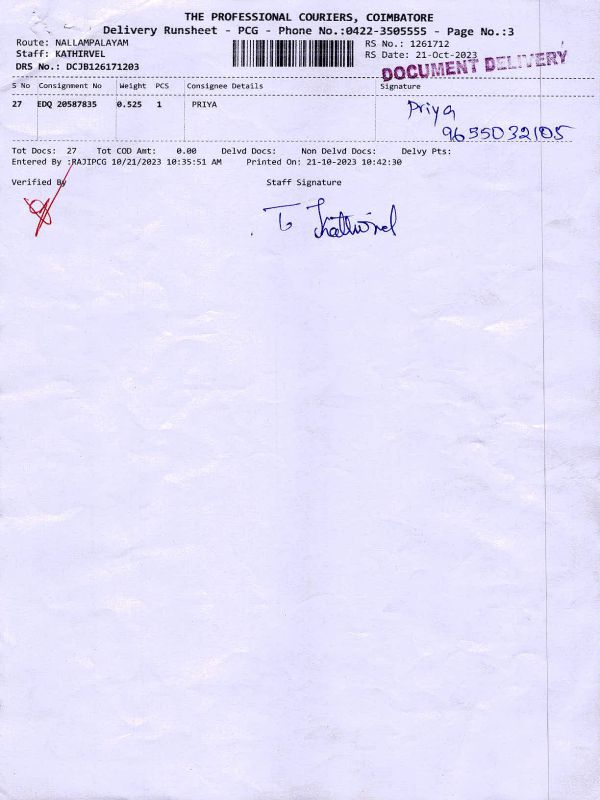 THE PROFESSIONAL COURIERS, COIMBATORE
Delivery Runsheet - PCG - Phone No.:0422-3505555 - Page No.:3
Route: NALLAMPALAYAM RS No.: 1261712
Staff: KATHIRVEL RS Date: 21-Oct-2023
DRS No.: DCJB126171203
DOCUMENT DELIVERY
S No Consignment No Weight PCS Consignee Details Signature
27 EDQ 20587835 0.525 1 PRIYA Priya
9655032105
Tot Docs: 27 Tot COD Amt: 0.00 Delvd Docs: Non Delvd Docs: Delvy Pts:
Entered By :RAJIPCG 10/21/2023 10:35:51 AM Printed On: 21-10-2023 10:42:30
Verified By Staff Signature